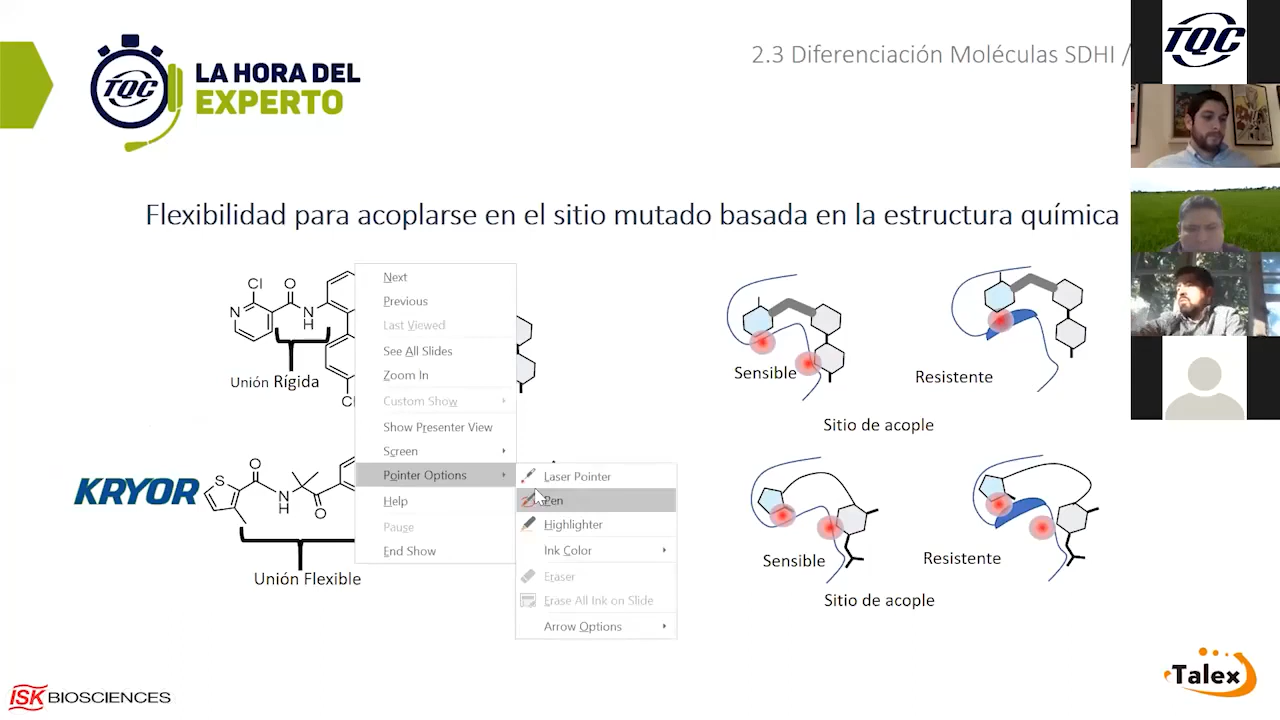 TQC
LA HORA DEL
EXPERTO
2.3 Diferenciación Moléculas SDHI /
TQC
Flexibilidad para acoplarse en el sitio mutado basada en la estructura química
Cl
N
O
N
H
Unión Rígida
Cl
Next
Previous
Last Viewed
See All Slides
Zoom In
Custom Show
Show Presenter View
Screen
Pointer Options
Help
Pause
End Show
Laser Pointer
Pen
Highlighter
Ink Color
Eraser
Erase All Ink on Slide
Arrow Options
Sensible
Resistente
Sitio de acople
KRYOR
S
O
N
H
O
Unión Flexible
Sensible
Resistente
Sitio de acople
ISK BIOSCIENCES
Talex